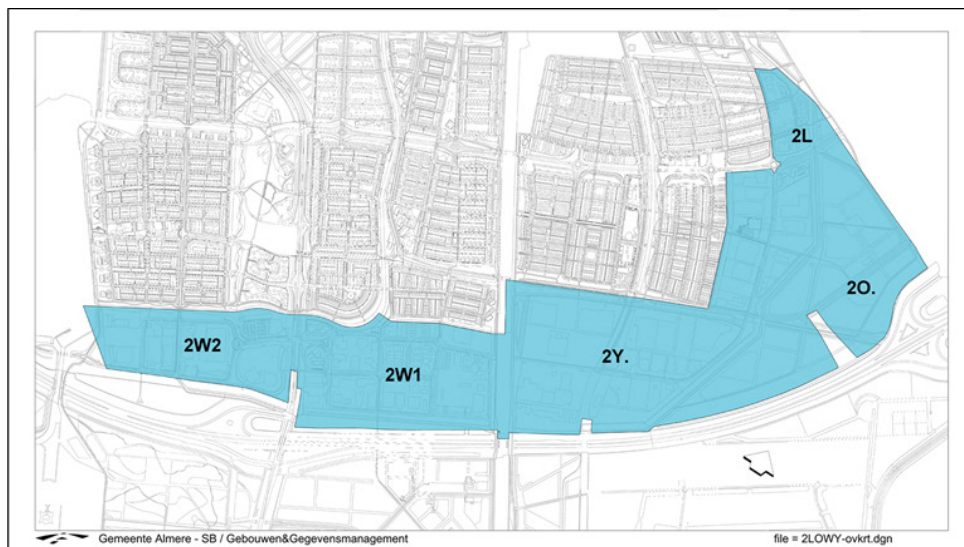 2L
2O.
2W2
2Y.
2W1
Gemeente Almere - SB / Gebouwen&Gegevensmanagement
file = 2LOWY-ovkrt.dgn